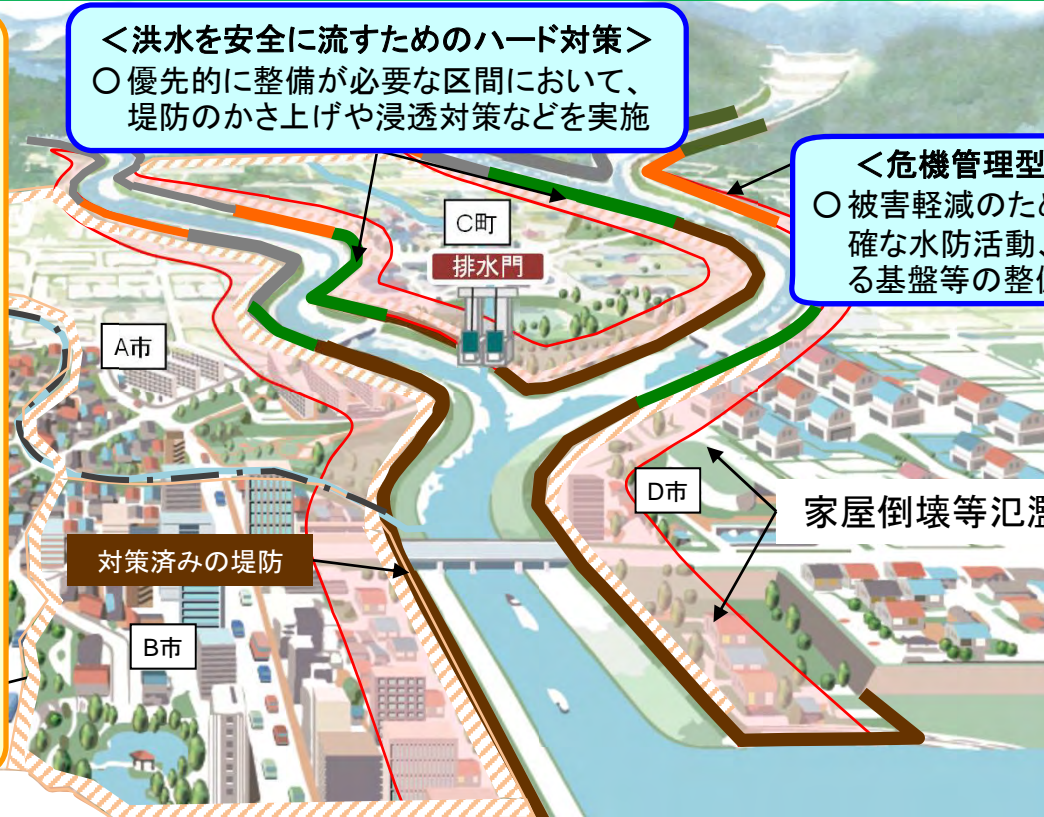 <洪水を安全に流すためのハード対策>
○優先的に整備が必要な区間において、
堤防のかさ上げや浸透対策などを実施
<危機管理型
○被害軽減のため
確な水防活動、
る基盤等の整備
C町
排水門
A市
D市
家屋倒壊等氾濫
対策済みの堤防
B市